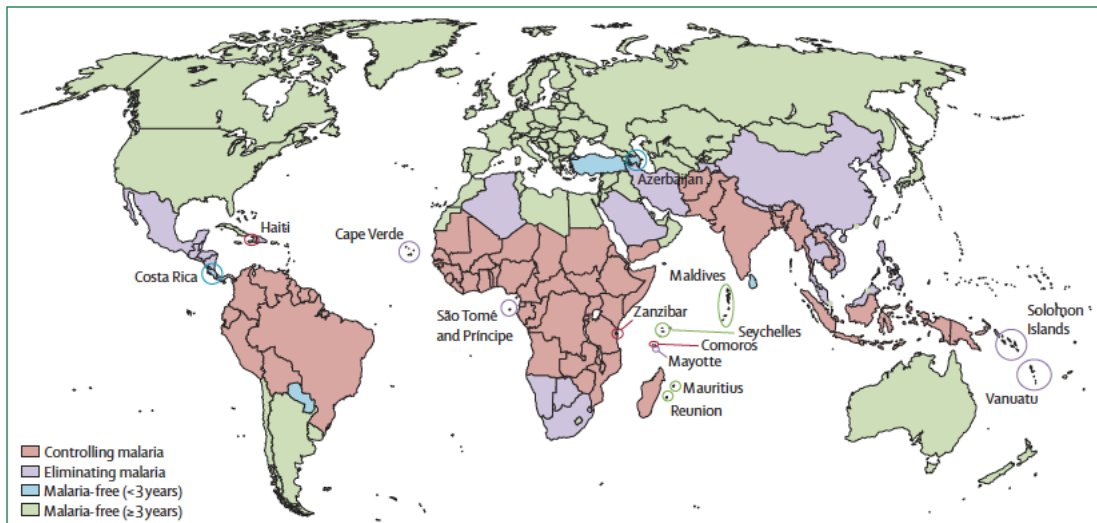 Haiti
Cape Verde
Azerbaijan
Costa Rica
Maldives
São Tomé
and Príncipe
Zanzibar
Seychelles
Solomon
Islands
Comoros
Mayotte
Mauritius
Reunion
Vanuatu
Controlling malaria
Eliminating malaria
Malaria-free (<3 years)
Malaria-free (≥3 years)